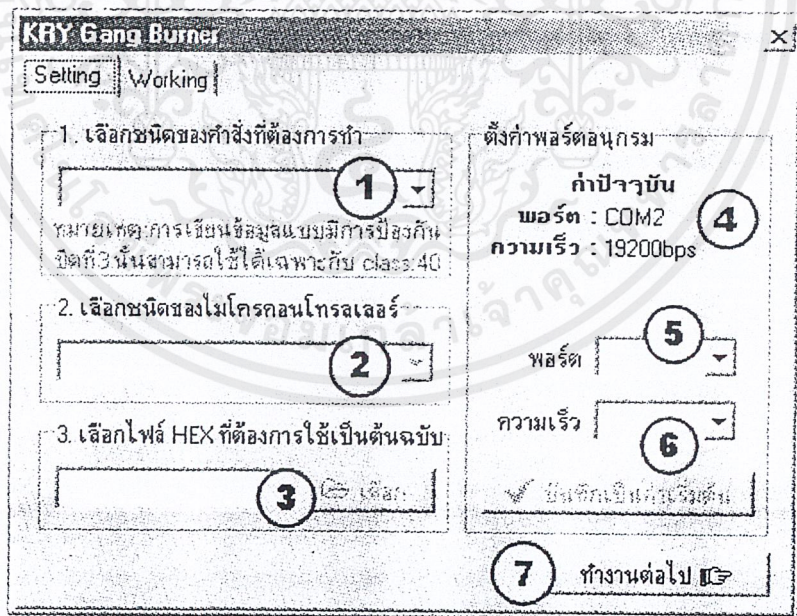 KRY Gang Burner
Setting Working
1. เลือกชนิดของคำสั่งที่ต้องการทำ
1
หมายเหตุ:การเขียนข้อมูลแบบมีการป้องกัน
บิตที่3นั้นสามารถใช้ได้เฉพาะกับ class:40
2. เลือกชนิดของไมโครคอนโทรลเลอร์
2
3. เลือกไฟล์ HEX ที่ต้องการใช้เป็นต้นฉบับ
3 เลือก
ตั้งค่าพอร์ตอนุกรม
ค่าปัจจุบัน
พอร์ต : COM2
4
ความเร็ว : 19200bps
พอร์ต 5
ความเร็ว
6
บันทึกเป็นค่าเริ่มต้น
7 ทำงานต่อไป